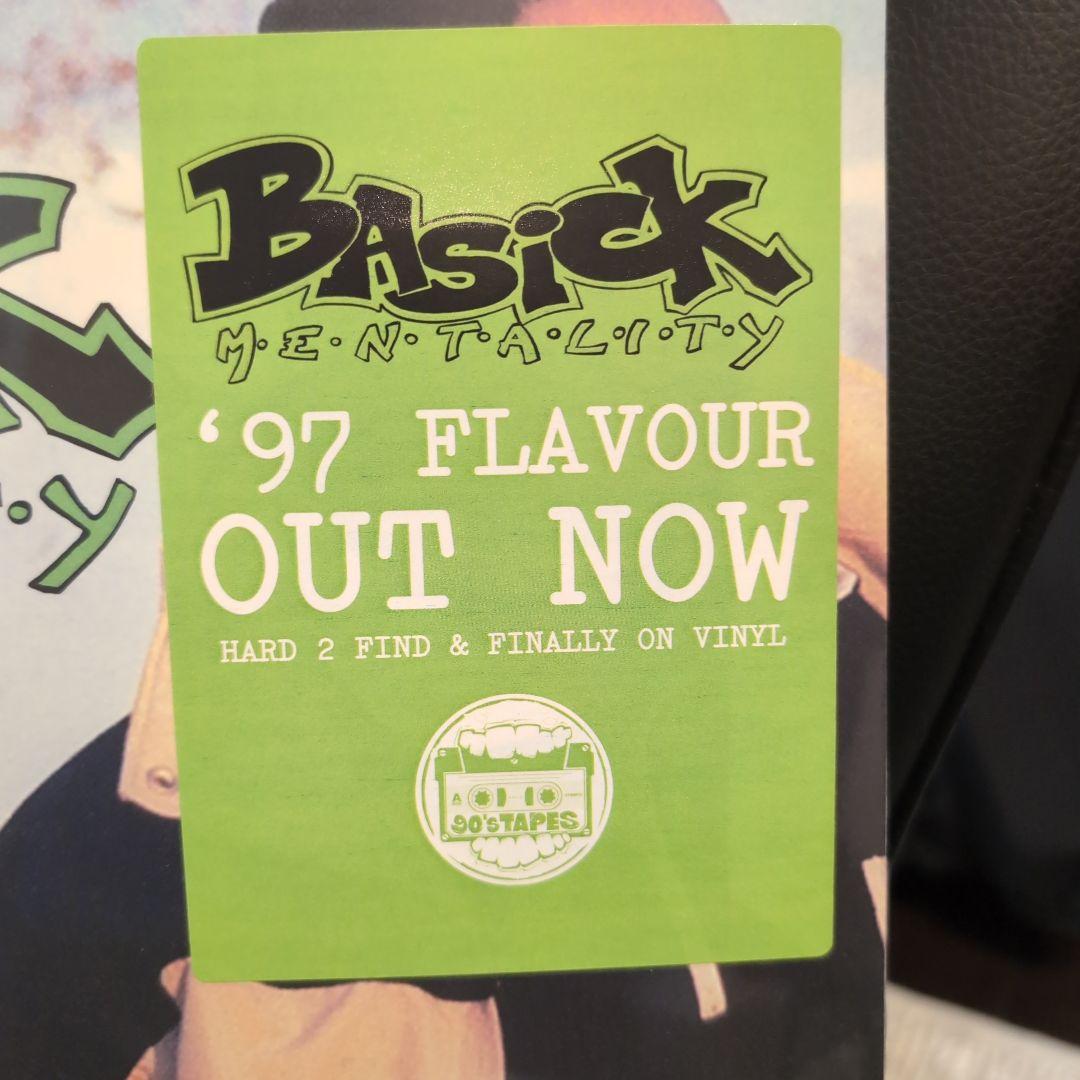 BASiCK
M·E·N·T·A·L·I·T·Y
‘97 FLAVOUR
OUT NOW
HARD 2 FIND & FINALLY ON VINYL
A
90'S TAPES